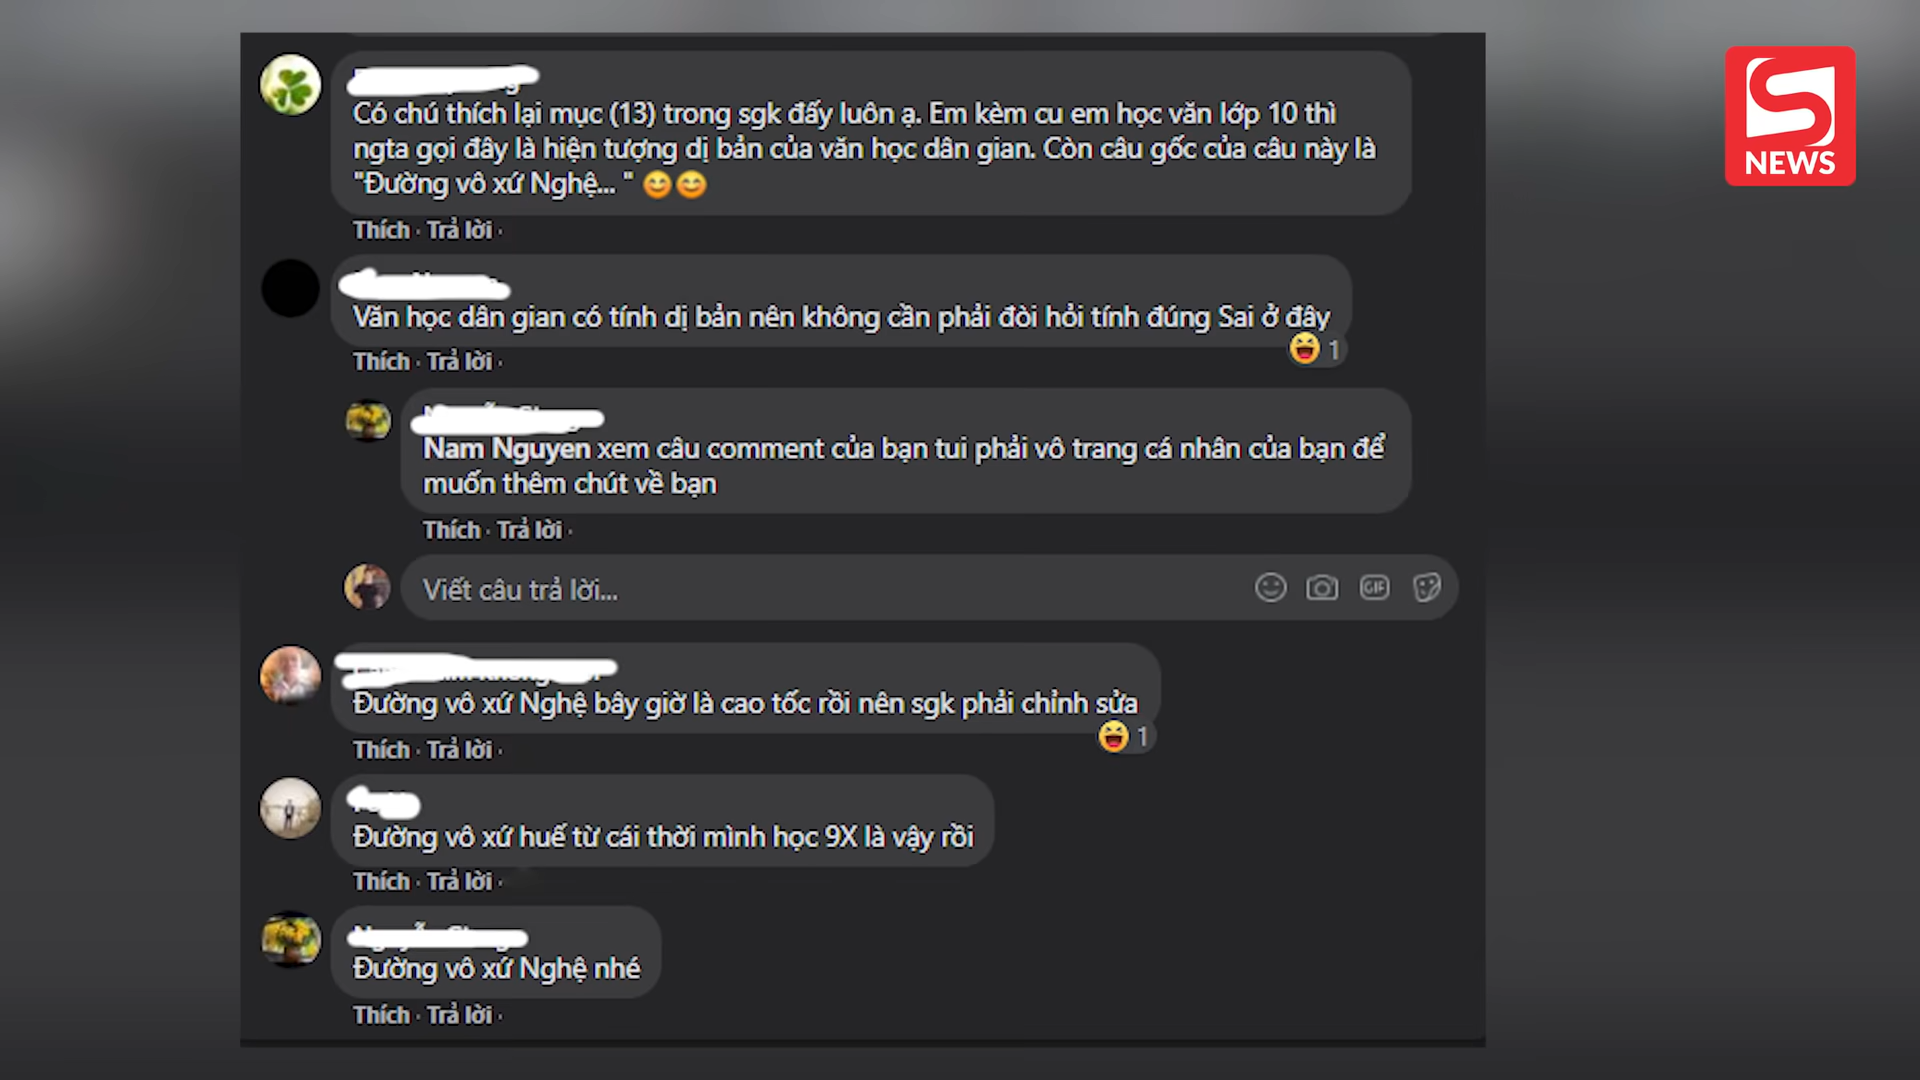 Có chú thích lại mục (13) trong sgk đấy luôn ạ. Em kèm cu em học văn lớp 10 thì
ngta gọi đây là hiện tượng dị bản của văn học dân gian. Còn câu gốc của câu này là
"Đường vô xứ Nghệ... " 😊😊
Thích · Trả lời ·
Văn học dân gian có tính dị bản nên không cần phải đòi hỏi tính đúng Sai ở đây
😆 1
Thích · Trả lời ·
Nam Nguyen xem câu comment của bạn tui phải vô trang cá nhân của bạn để
muốn thêm chút về bạn
Thích · Trả lời ·
Viết câu trả lời...
GIF
Đường vô xứ Nghệ bây giờ là cao tốc rồi nên sgk phải chỉnh sửa
😆 1
Thích · Trả lời ·
Đường vô xứ huế từ cái thời mình học 9X là vậy rồi
Thích · Trả lời ·
Đường vô xứ Nghệ nhé
Thích · Trả lời ·
S
NEWS